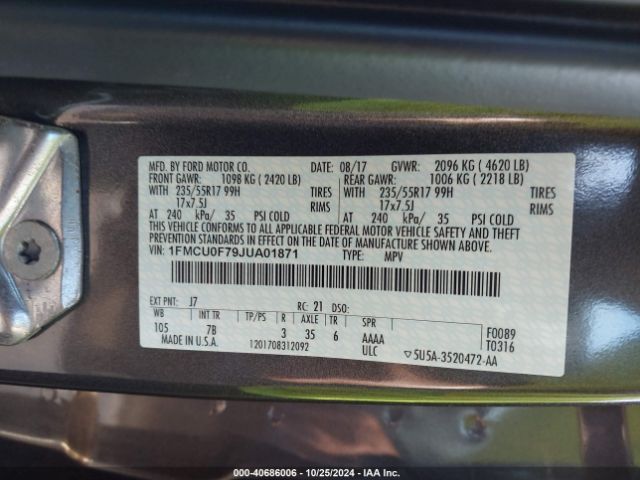 MFD. BY FORD MOTOR CO. DATE: 08/17 GVWR: 2096 KG ( 4620 LB)
FRONT GAWR: 1098 KG ( 2420 LB) REAR GAWR: 1006 KG ( 2218 LB)
WITH 235/55R17 99H TIRES WITH 235/55R17 99H TIRES
17x7.5J RIMS 17x7.5J RIMS
AT 240 kPa/ 35 PSI COLD AT 240 kPa/ 35 PSI COLD
THIS VEHICLE CONFORMS TO ALL APPLICABLE FEDERAL MOTOR VEHICLE SAFETY AND THEFT
PREVENTION STANDARDS IN EFFECT ON THE DATE OF MANUFACTURE SHOWN ABOVE.
VIN: 1FMCU0F79JUA01871 TYPE: MPV
EXT PNT: J7 RC: 21 DSO:
WB INT TR TP/PS R AXLE TR SPR F0089
105 7B 3 35 6 AAAA T0316
MADE IN U.S.A. 1201708312092 ULC 5U5A-3520472-AA
000-40686006 - 10/25/2024 - IAA Inc.